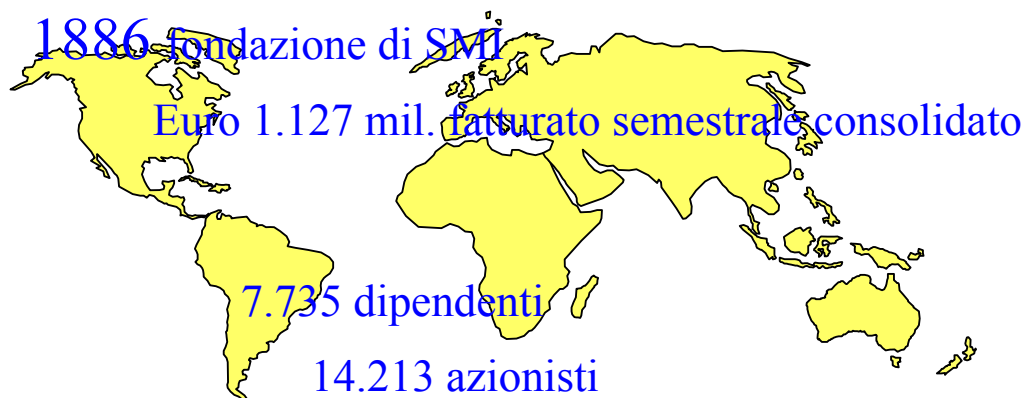 1886 fondazione di SMI
Euro 1.127 mil. fatturato semestrale consolidato
7.735 dipendenti
14.213 azionisti